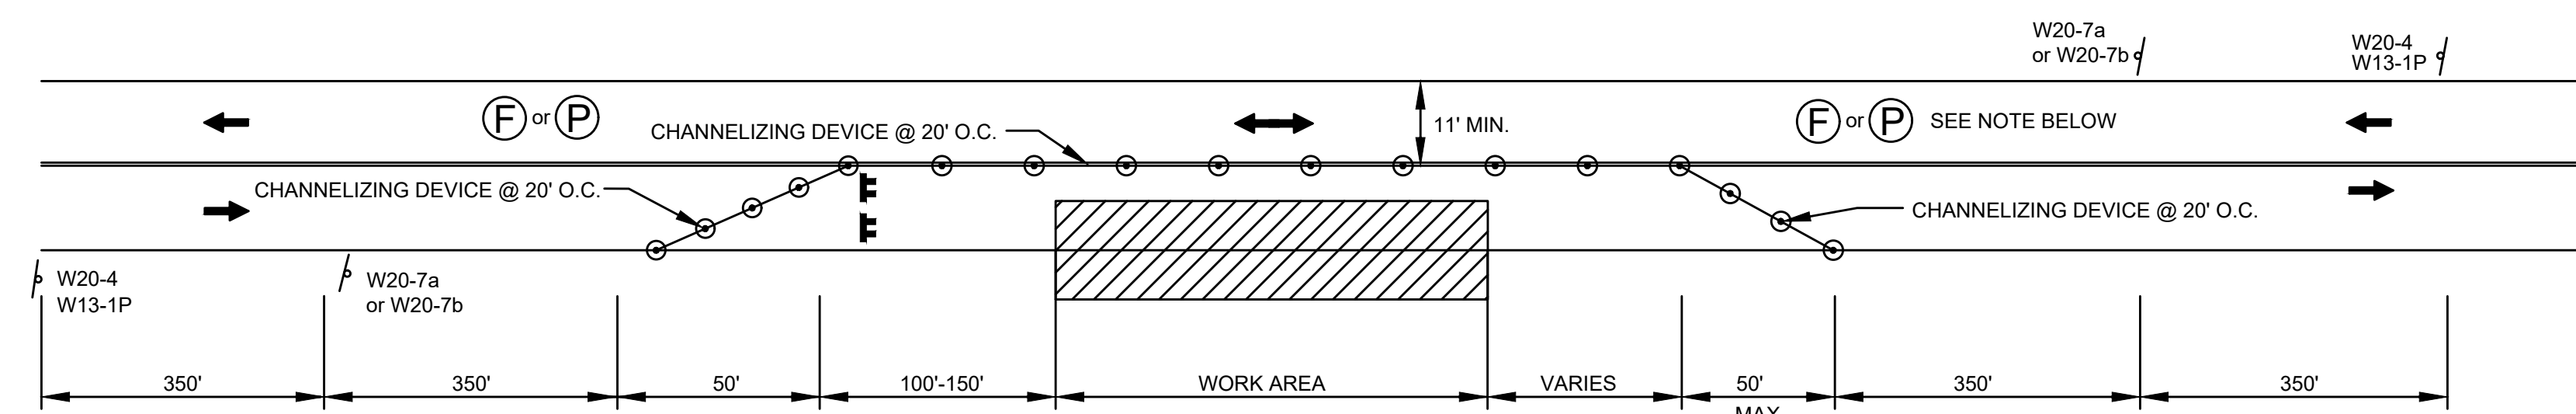 W20-7a
or W20-7b
W20-4
W13-1P
F or P
CHANNELIZING DEVICE @ 20' O.C.
11' MIN.
F or P SEE NOTE BELOW
CHANNELIZING DEVICE @ 20' O.C.
CHANNELIZING DEVICE @ 20' O.C.
W20-4
W13-1P
W20-7a
or W20-7b
350'
350'
50'
100'-150'
WORK AREA
VARIES
50'
MAX
350'
350'